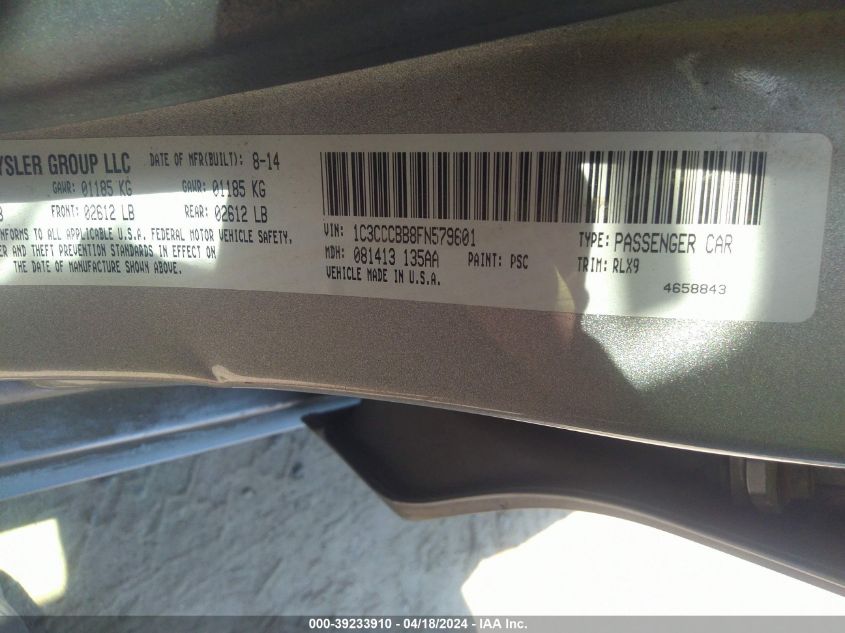 YSLER GROUP LLC DATE OF MFR(BUILT): 8-14
GAWR: 01185 KG GAWR: 01185 KG
B FRONT: 02612 LB REAR: 02612 LB
NFORMS TO ALL APPLICABLE U.S.A. FEDERAL MOTOR VEHICLE SAFETY,
ER AND THEFT PREVENTION STANDARDS IN EFFECT ON
THE DATE OF MANUFACTURE SHOWN ABOVE.
VIN: 1C3CCCBB8FN579601 TYPE: PASSENGER CAR
MDH: 081413 135AA PAINT: PSC TRIM: RLX9
VEHICLE MADE IN U.S.A. 4658843
000-39233910 - 04/18/2024 - IAA Inc.